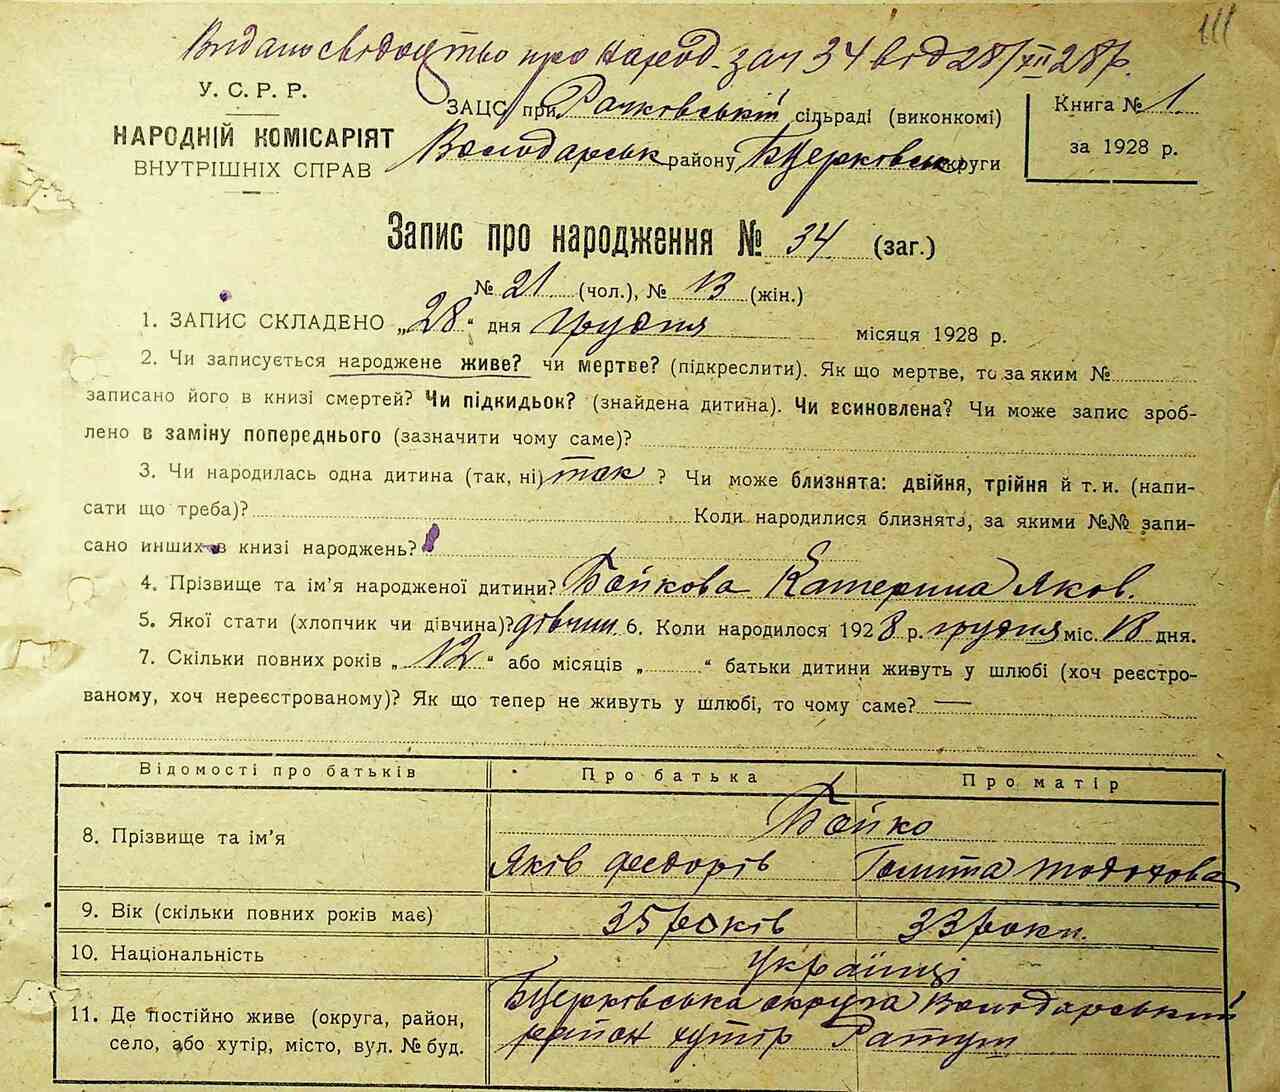 111
Видано свідоцтво про народ. зач 34 від 28/XII 28 р.
У. С. Р. Р.
НАРОДНІЙ КОМІСАРІЯТ
ВНУТРІШНІХ СПРАВ
ЗАЦС при Рачковській сільраді (виконкомі)
Володарськ району БЦерківськ округи
Книга № 1
за 1928 р.
Запис про народження № 34 (заг.)
№ 21 (чол.), № 13 (жін.)
1. ЗАПИС СКЛАДЕНО „28“ дня грудня місяця 1928 р.
2. Чи записується народжене живе? чи мертве? (підкреслити). Як що мертве, то за яким №
записано його в книзі смертей? Чи підкидьок? (знайдена дитина). Чи всиновлена? Чи може запис зроб-
лено в заміну попереднього (зазначити чому саме)?
3. Чи народилась одна дитина (так, ні) так ? Чи може близнята: двійня, трійня й т. и. (напи-
сати що треба)? Коли народилися близнята, за якими №№ запи-
сано инших в книзі народжень?
4. Прізвище та ім’я народженої дитини? Бойкова Катерина Яков.
5. Якої стати (хлопчик чи дівчина)? дівчин 6. Коли народилося 1928 р. грудня міс. 18 дня.
7. Скільки повних років „ 12 “ або місяців „ “ батьки дитини живуть у шлюбі (хоч реєстро-
ваному, хоч нереєстрованому)? Як що тепер не живуть у шлюбі, то чому саме? —
Відомості про батьків Про батька Про матір
8. Прізвище та ім’я Бойко
Яків Федорів
9. Вік (скільки повних років має) 35 років 33 роки.
10. Національність Українці
11. Де постійно живе (округа, район, БЦерківська округа Володарський
село, або хутір, місто, вул. № буд. район хутір Ратуш